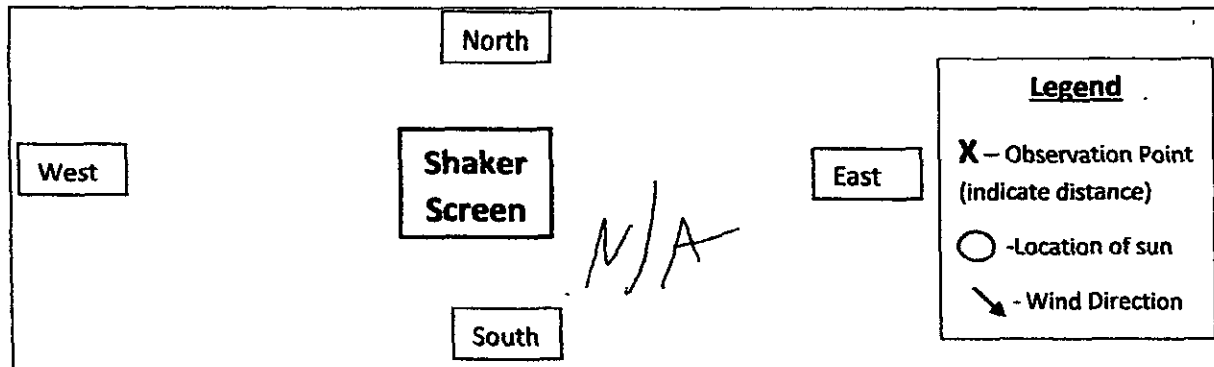 North
West
Shaker
Screen
East
N/A
South
Legend
X – Observation Point
(indicate distance)
-Location of sun
- Wind Direction